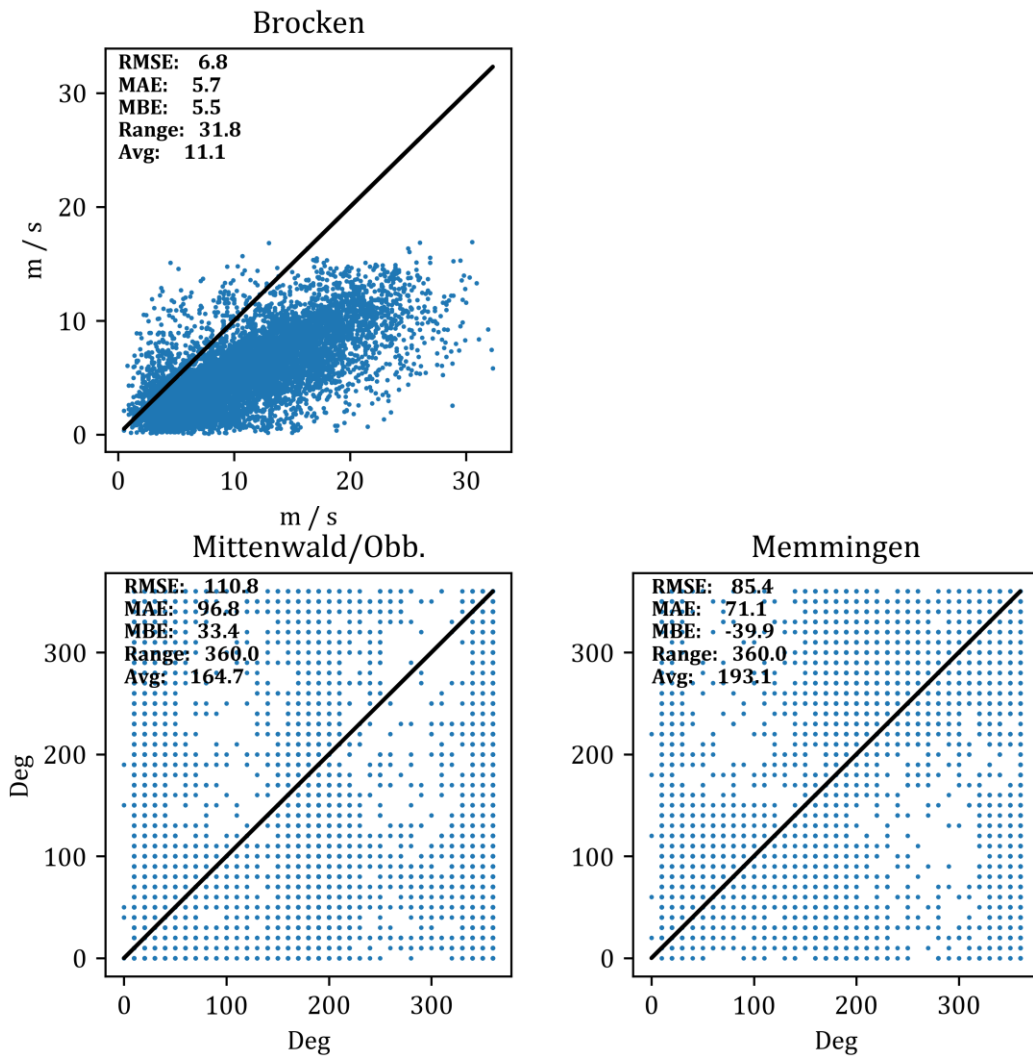 Brocken
RMSE: 6.8
MAE: 5.7
MBE: 5.5
Range: 31.8
Avg: 11.1
30
20
10
0
m / s
0 10 20 30
m / s
Mittenwald/Obb.
RMSE: 110.8
MAE: 96.8
MBE: 33.4
Range: 360.0
Avg: 164.7
300
200
100
0
Deg
0 100 200 300
Deg
Memmingen
RMSE: 85.4
MAE: 71.1
MBE: -39.9
Range: 360.0
Avg: 193.1
300
200
100
0
0 100 200 300
Deg